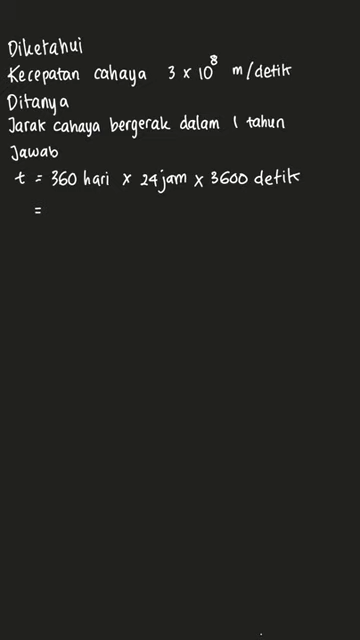 Diketahui
Kecepatan cahaya 3 x 10⁸ m/detik
Ditanya
Jarak cahaya bergerak dalam 1 tahun
Jawab
t = 360 hari x 24 jam x 3600 detik
=